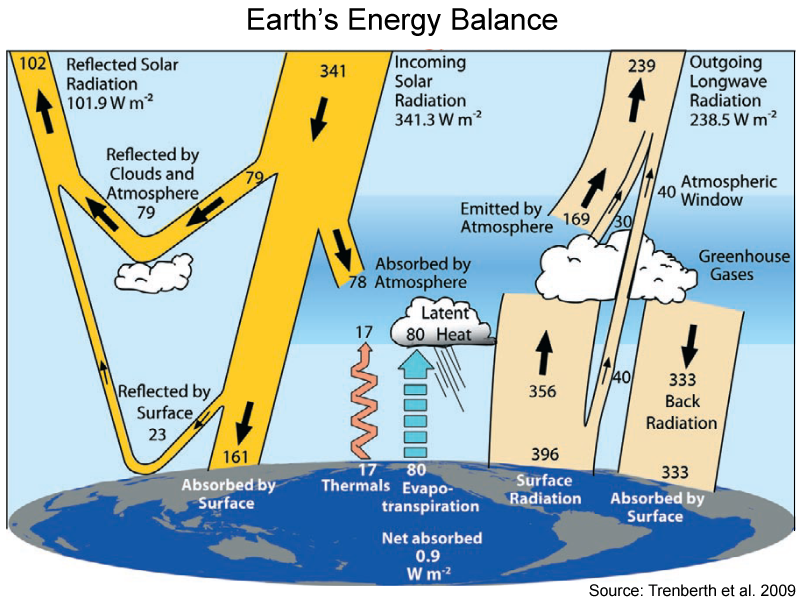 Earth's Energy Balance
102
Reflected Solar
Radiation
101.9 W m-2
341
Incoming
Solar
Radiation
341.3 W m-2
239
Outgoing
Longwave
Radiation
238.5 W m-2
Reflected by
Clouds and
Atmosphere
79
79
Emitted by
Atmosphere
169
30
40
Atmospheric
Window
Greenhouse
Gases
Absorbed by
Atmosphere
78
Latent
80 Heat
17
356
40
333
Back
Radiation
Reflected by
Surface
23
161
Absorbed by
Surface
17
Thermals
80
Evapo-
transpiration
396
Surface
Radiation
333
Absorbed by
Surface
Net absorbed
0.9
W m-2
Source: Trenberth et al. 2009